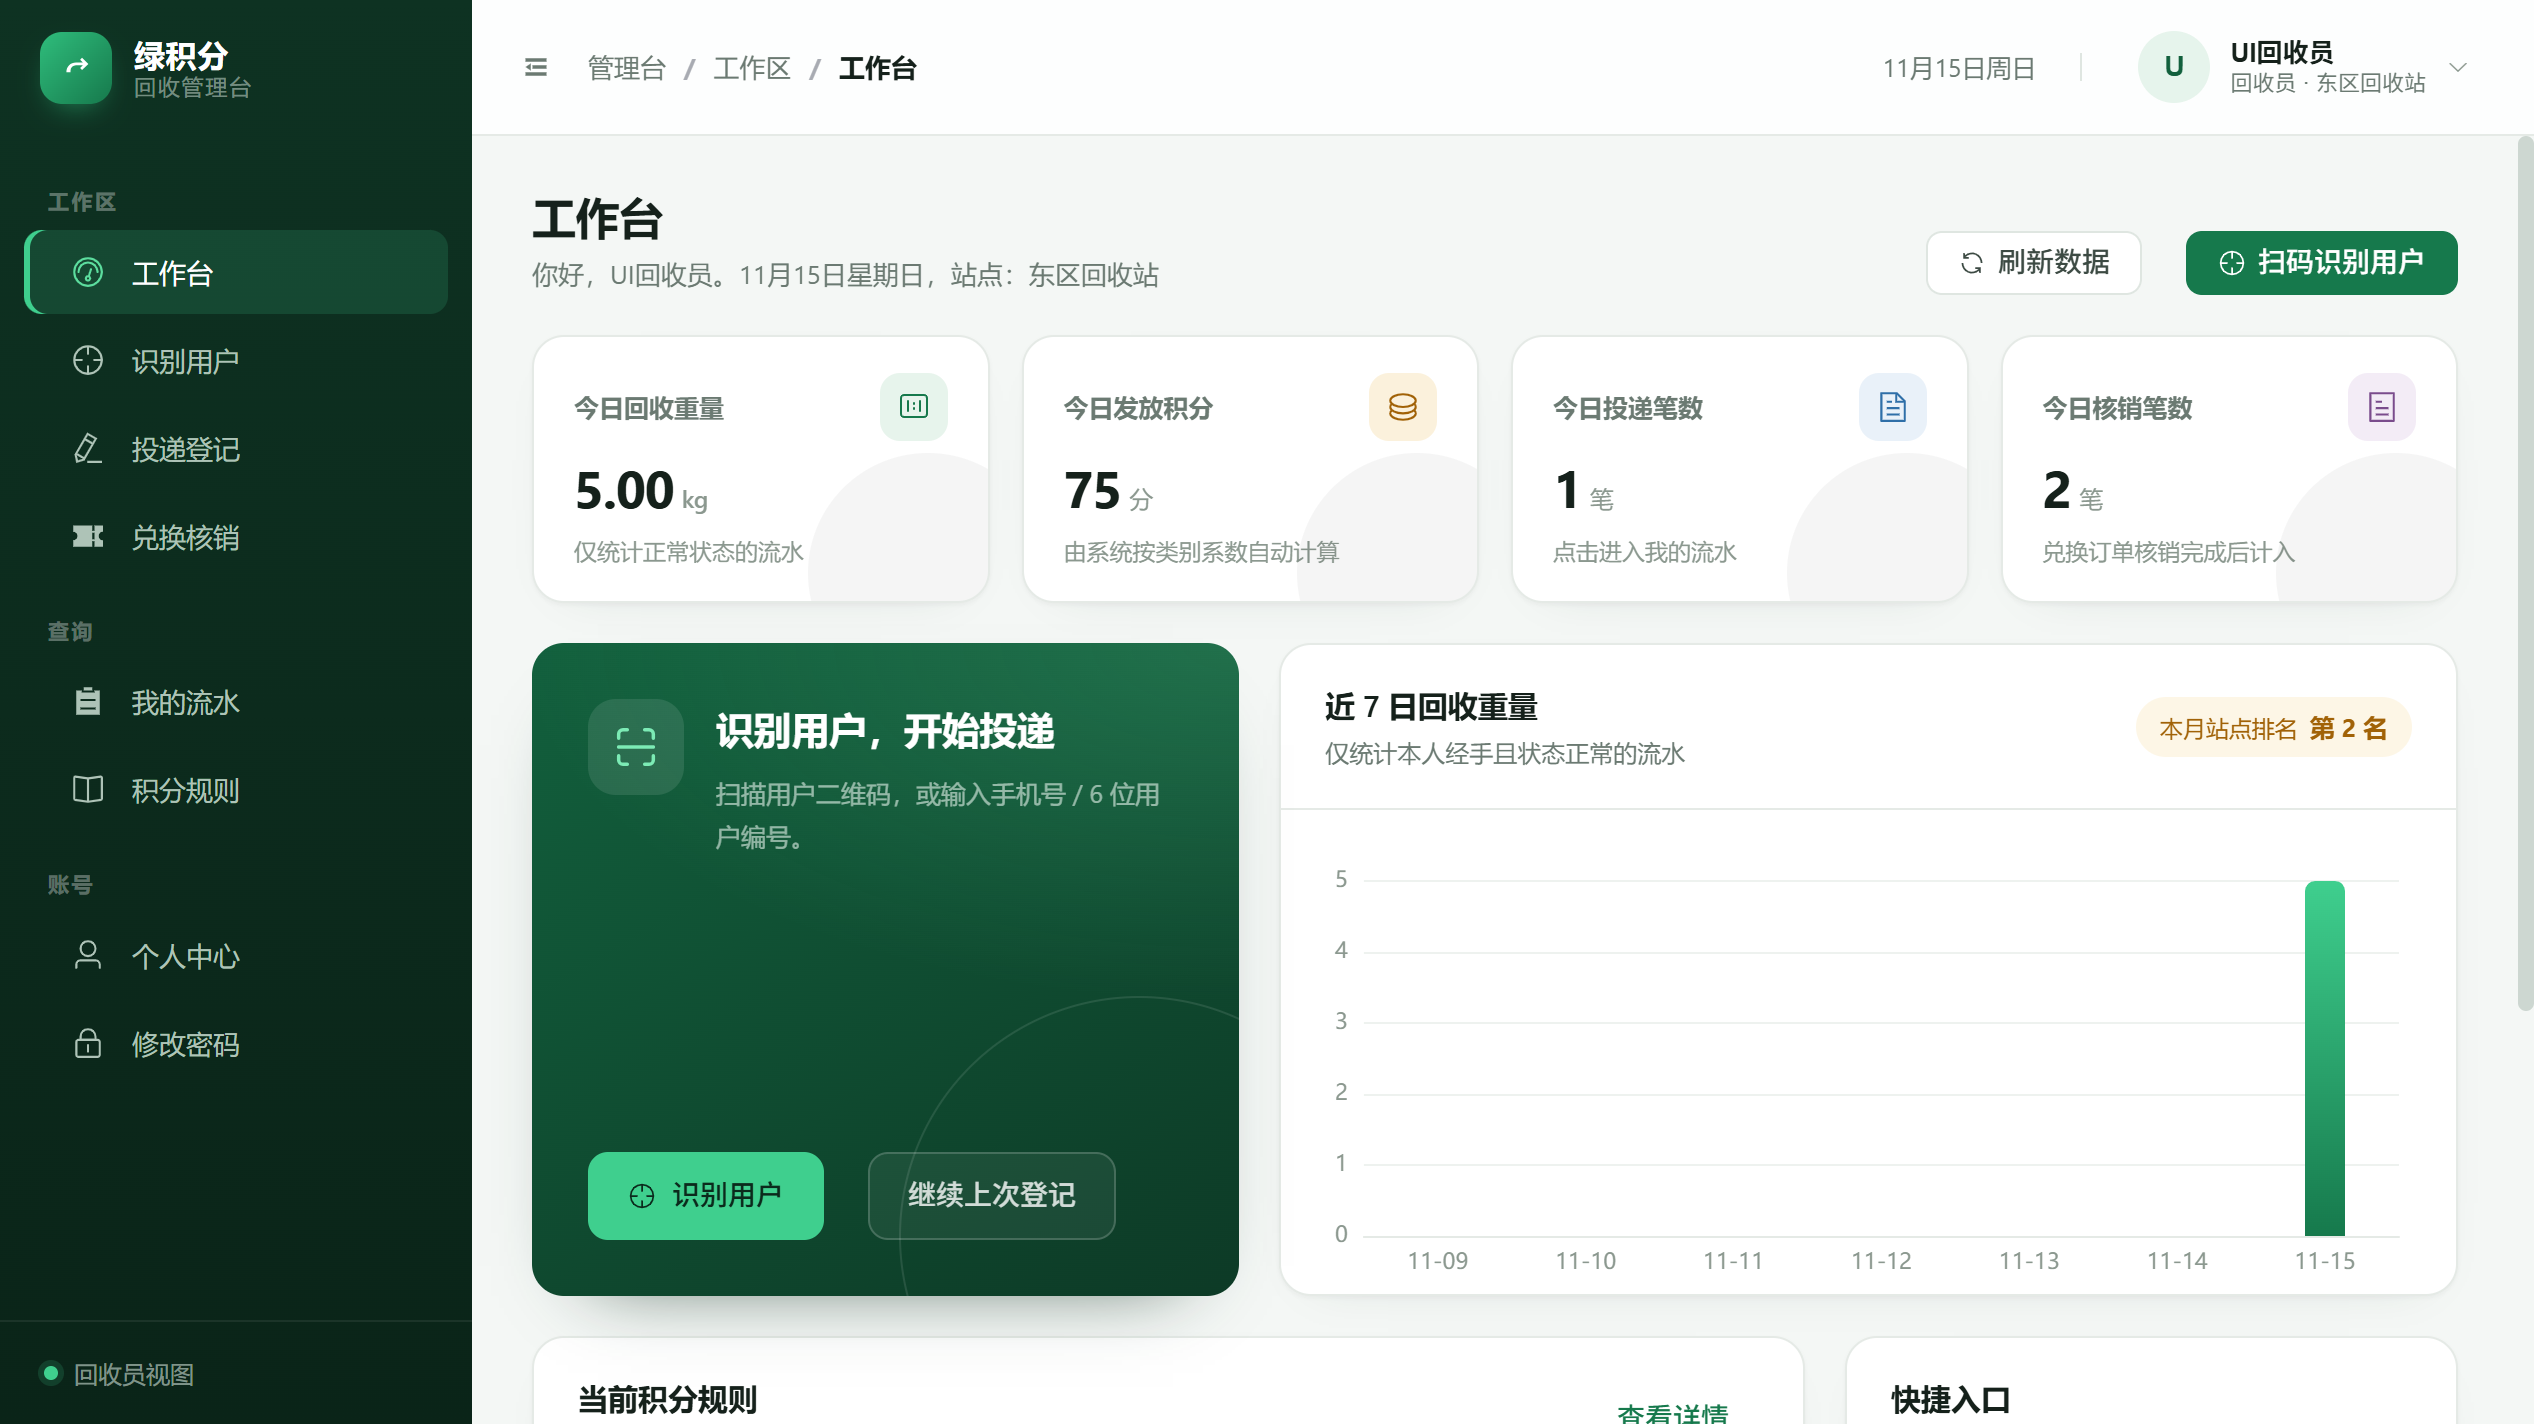 绿积分
回收管理台
工作区
工作台
识别用户
投递登记
兑换核销
查询
我的流水
积分规则
账号
个人中心
修改密码
回收员视图
管理台 / 工作区 / 工作台
11月15日周日
U
UI回收员
回收员 · 东区回收站
工作台
你好，UI回收员。11月15日星期日，站点：东区回收站
刷新数据
扫码识别用户
今日回收重量
5.00 kg
仅统计正常状态的流水
今日发放积分
75 分
由系统按类别系数自动计算
今日投递笔数
1 笔
点击进入我的流水
今日核销笔数
2 笔
兑换订单核销完成后计入
识别用户，开始投递
扫描用户二维码，或输入手机号 / 6 位用
户编号。
识别用户
继续上次登记
近 7 日回收重量
仅统计本人经手且状态正常的流水
本月站点排名 第 2 名
5
4
3
2
1
0
11-09 11-10 11-11 11-12 11-13 11-14 11-15
当前积分规则
查看详情
快捷入口